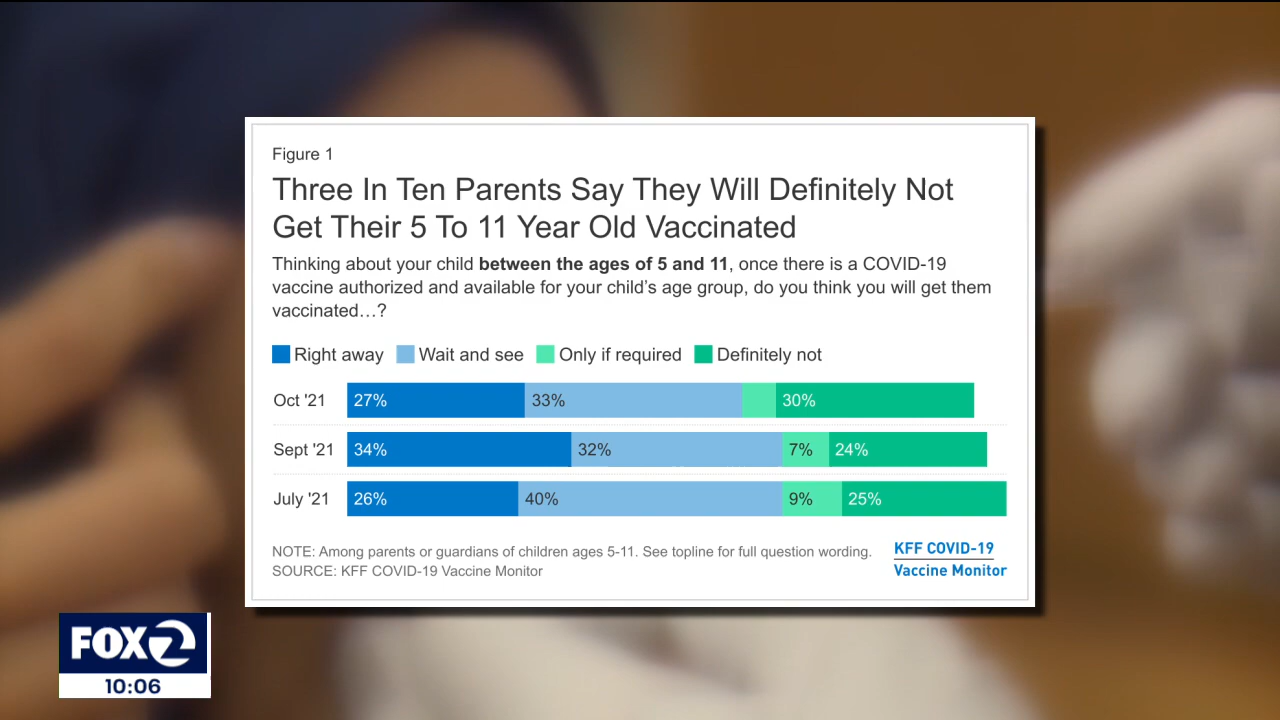 Figure 1
Three In Ten Parents Say They Will Definitely Not
Get Their 5 To 11 Year Old Vaccinated
Thinking about your child between the ages of 5 and 11, once there is a COVID-19
vaccine authorized and available for your child’s age group, do you think you will get them
vaccinated…?
Right away Wait and see Only if required Definitely not
Oct '21 27% 33% 30%
Sept '21 34% 32% 7% 24%
July '21 26% 40% 9% 25%
NOTE: Among parents or guardians of children ages 5-11. See topline for full question wording.
SOURCE: KFF COVID-19 Vaccine Monitor
KFF COVID-19
Vaccine Monitor
FOX 2
10:06